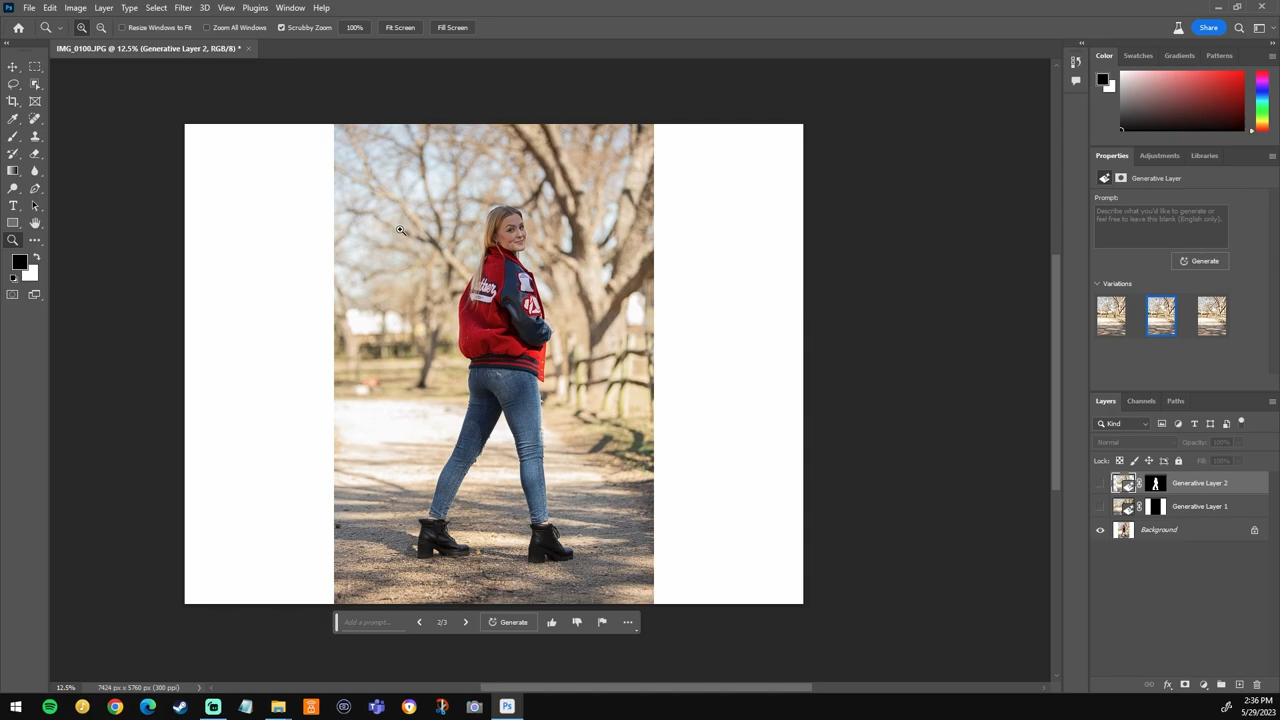 Ps File Edit Image Layer Type Select Filter 3D View Plugins Window Help
Resize Windows to Fit Zoom All Windows Scrubby Zoom 100% Fit Screen Fill Screen Share
IMG_0100.JPG @ 12.5% (Generative Layer 2, RGB/8) * ×
Color Swatches Gradients Patterns
Properties Adjustments Libraries
Generative Layer
Prompt:
Describe what you'd like to generate or
feel free to leave this blank (English only).
Generate
Variations
Layers Channels Paths
Kind
Normal Opacity: 100%
Lock: Fill: 100%
Generative Layer 2
Generative Layer 1
Background
Add a prompt... 2/3 Generate
12.5% 7424 px x 5760 px (300 ppi)
Ps
2:36 PM
5/29/2023